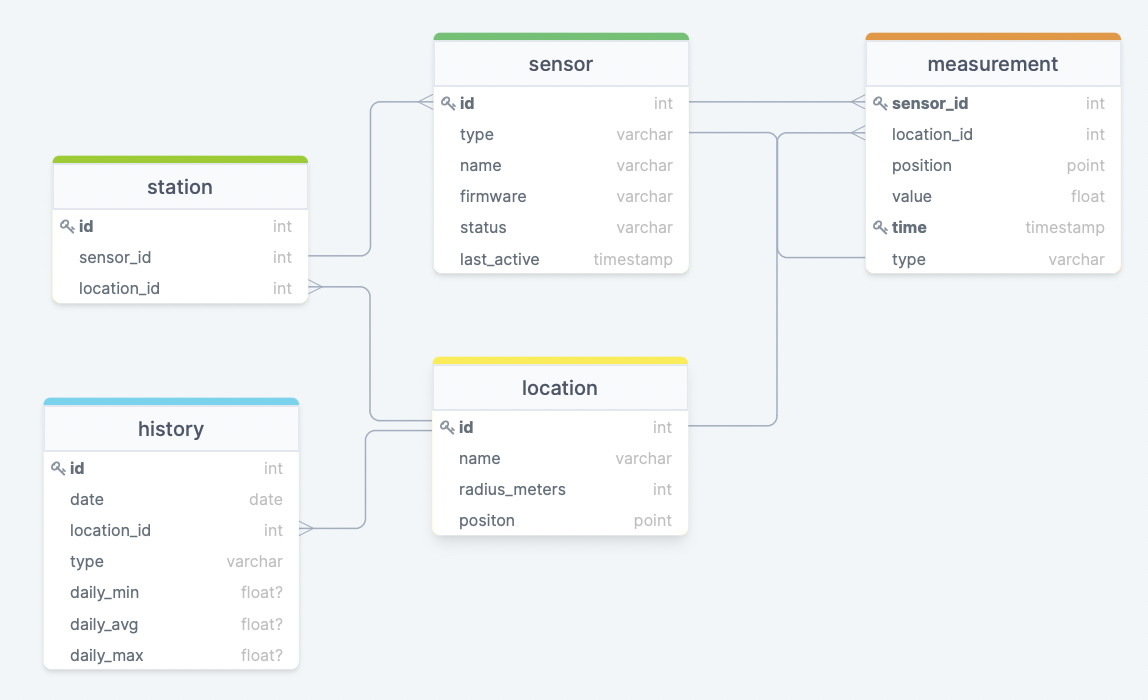 sensor
id int
type varchar
name varchar
firmware varchar
status varchar
last_active timestamp
measurement
sensor_id int
location_id int
position point
value float
time timestamp
type varchar
station
id int
sensor_id int
location_id int
location
id int
name varchar
radius_meters int
positon point
history
id int
date date
location_id int
type varchar
daily_min float?
daily_avg float?
daily_max float?